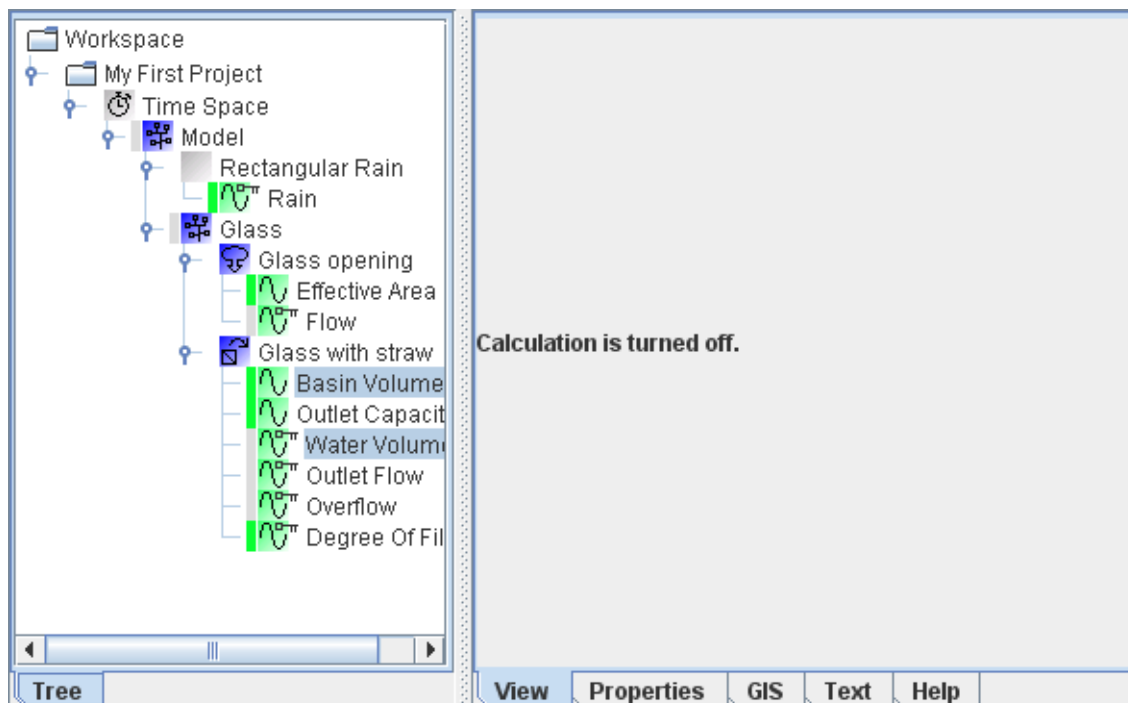 Workspace
My First Project
Time Space
Model
Rectangular Rain
Rain
Glass
Glass opening
Effective Area
Flow
Glass with straw
Basin Volume
Outlet Capacit
Water Volum
Outlet Flow
Overflow
Degree Of Fil
Tree
Calculation is turned off.
View Properties GIS Text Help